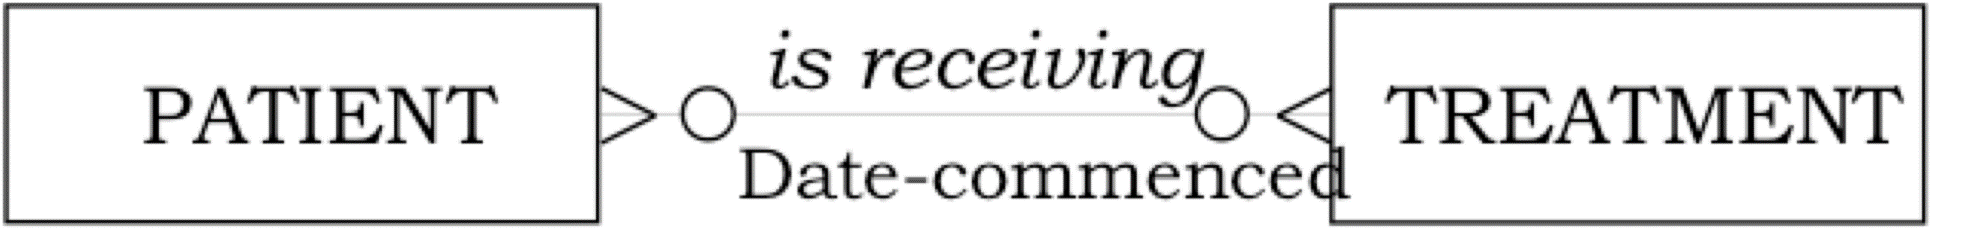 PATIENT
is receiving
TREATMENT
Date-commenced